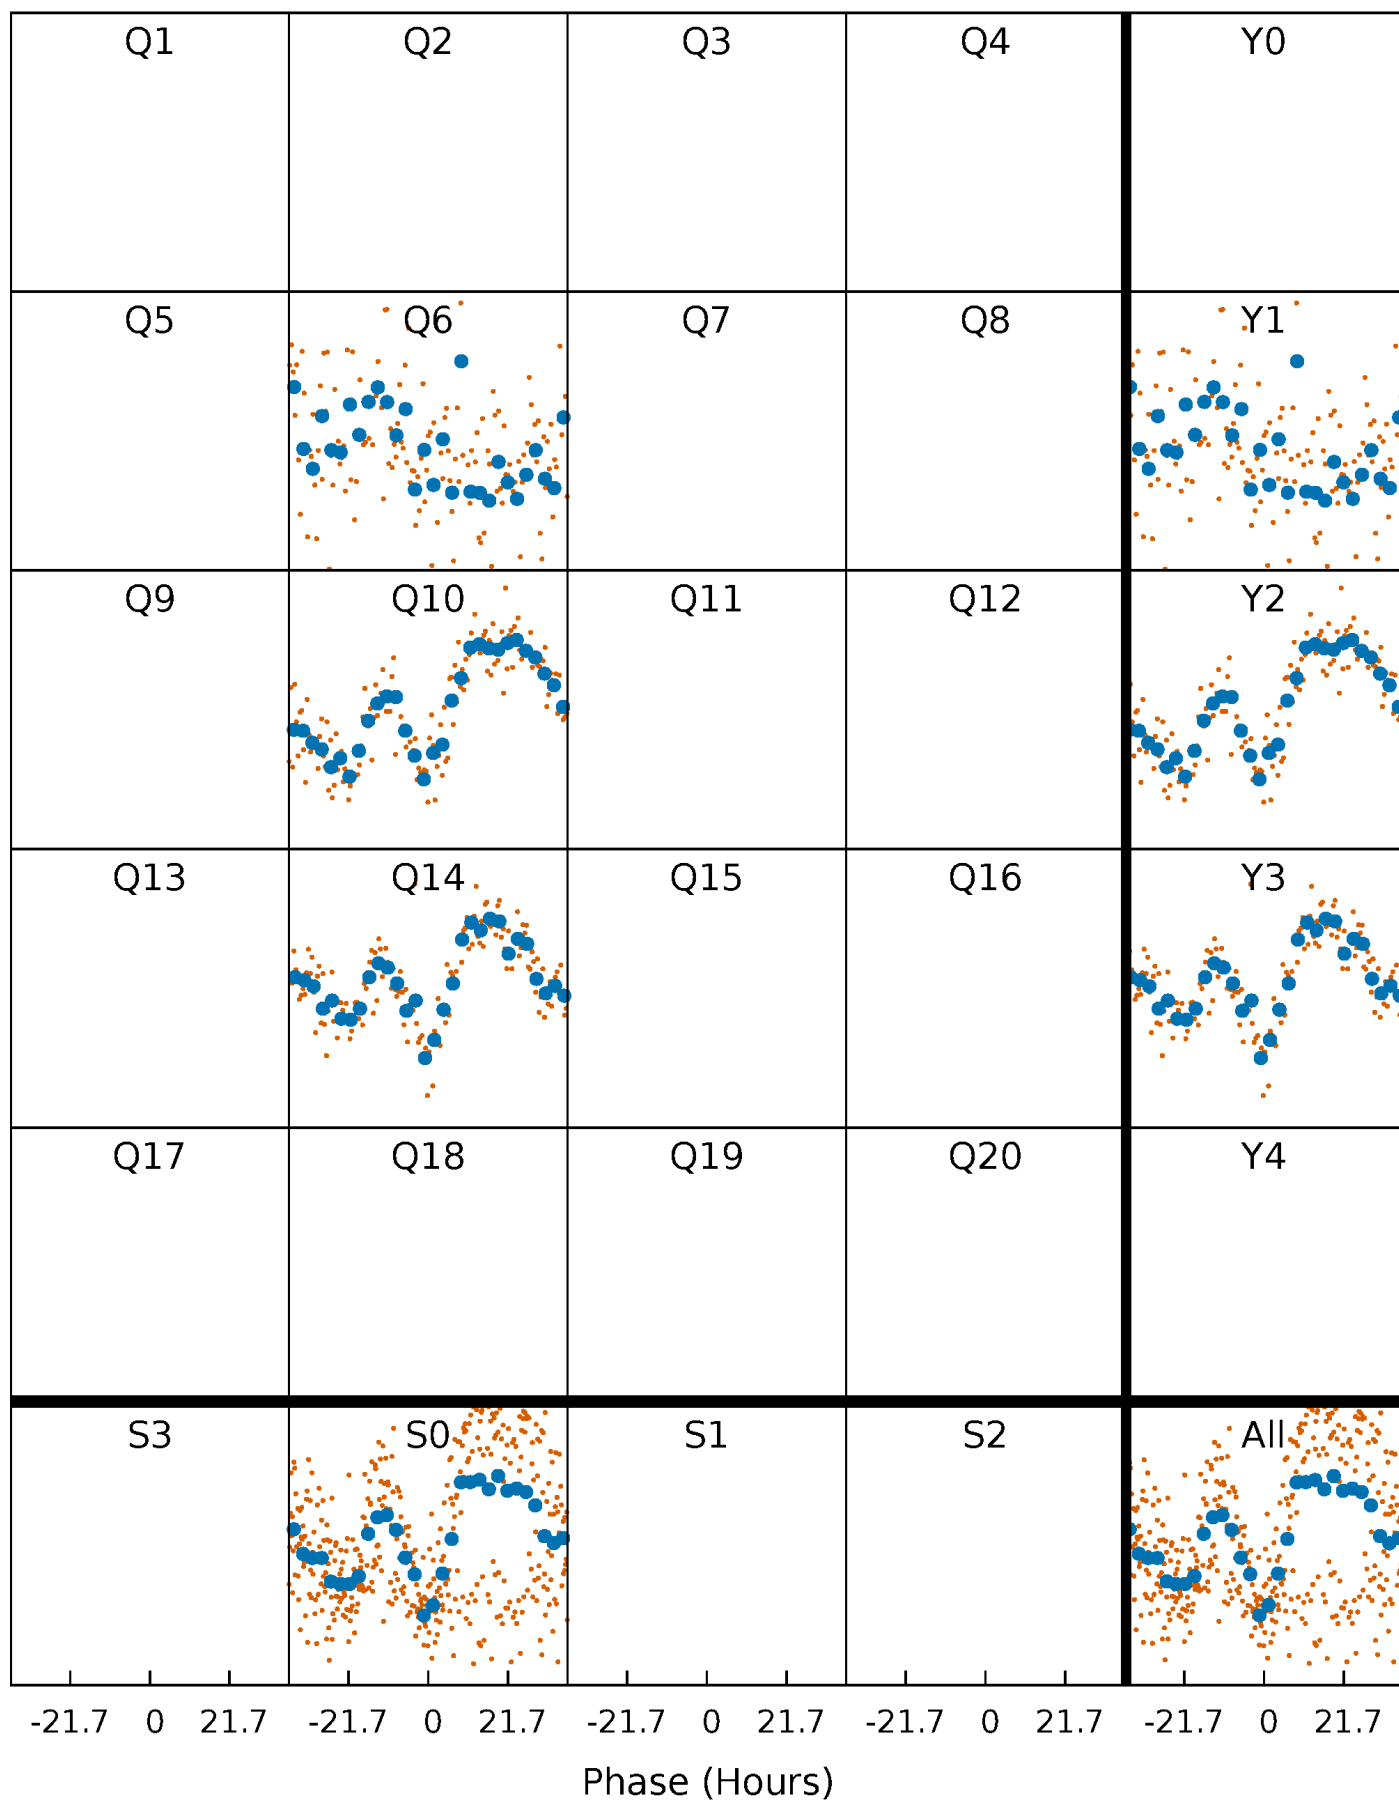 Q1 Q2 Q3 Q4 Y0
Q5 Q6 Q7 Q8 Y1
Q9 Q10 Q11 Q12 Y2
Q13 Q14 Q15 Q16 Y3
Q17 Q18 Q19 Q20 Y4
S3 S0 S1 S2 All
-21.7 0 21.7 -21.7 0 21.7 -21.7 0 21.7 -21.7 0 21.7 -21.7 0 21.7
Phase (Hours)